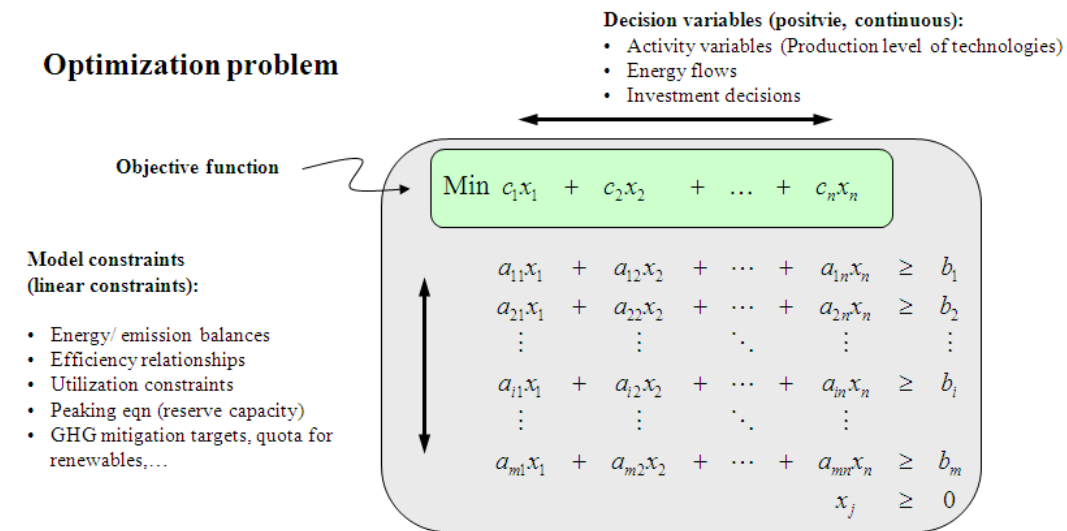 Decision variables (positvie, continuous):
• Activity variables (Production level of technologies)
• Energy flows
• Investment decisions
Optimization problem
Objective function
Min c₁x₁ + c₂x₂ + … + cₙxₙ
Model constraints
(linear constraints):
• Energy/ emission balances
• Efficiency relationships
• Utilization constraints
• Peaking eqn (reserve capacity)
• GHG mitigation targets, quota for
renewables,…
a₁₁x₁ + a₁₂x₂ + ⋯ + a₁ₙxₙ ≥ b₁
a₂₁x₁ + a₂₂x₂ + ⋯ + a₂ₙxₙ ≥ b₂
⋮ ⋮ ⋱ ⋮ ⋮
aᵢ₁x₁ + aᵢ₂x₂ + ⋯ + aᵢₙxₙ ≥ bᵢ
⋮ ⋮ ⋱ ⋮
aₘ₁x₁ + aₘ₂x₂ + ⋯ + aₘₙxₙ ≥ bₘ
xⱼ ≥ 0